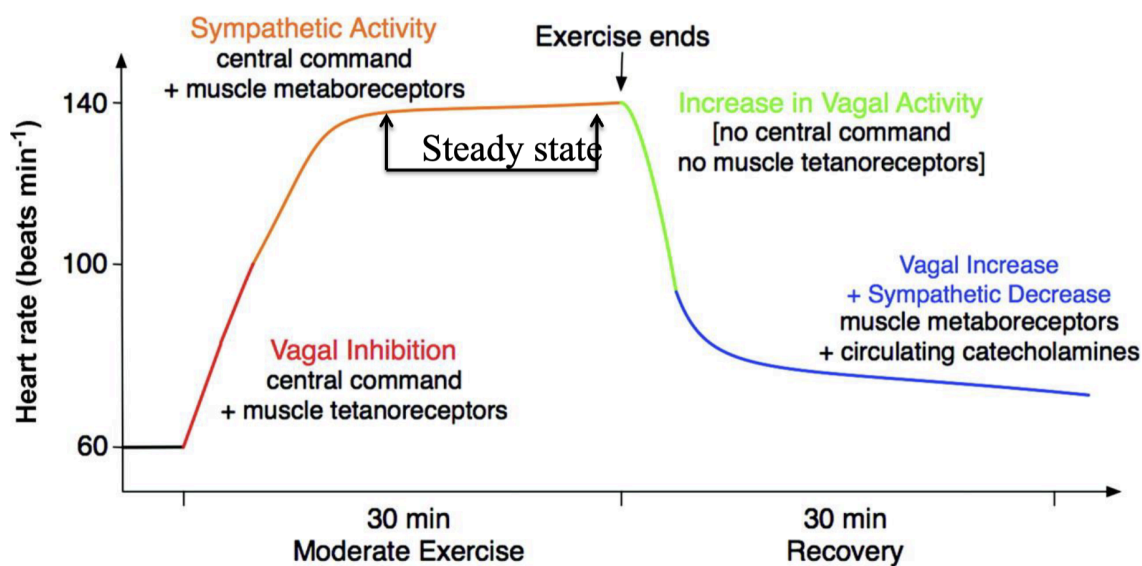 Sympathetic Activity
central command
+ muscle metaboreceptors
Exercise ends
140
Steady state
Increase in Vagal Activity
[no central command
no muscle tetanoreceptors]
Heart rate (beats min-1)
100
Vagal Increase
+ Sympathetic Decrease
muscle metaboreceptors
+ circulating catecholamines
Vagal Inhibition
central command
+ muscle tetanoreceptors
60
30 min
Moderate Exercise
30 min
Recovery